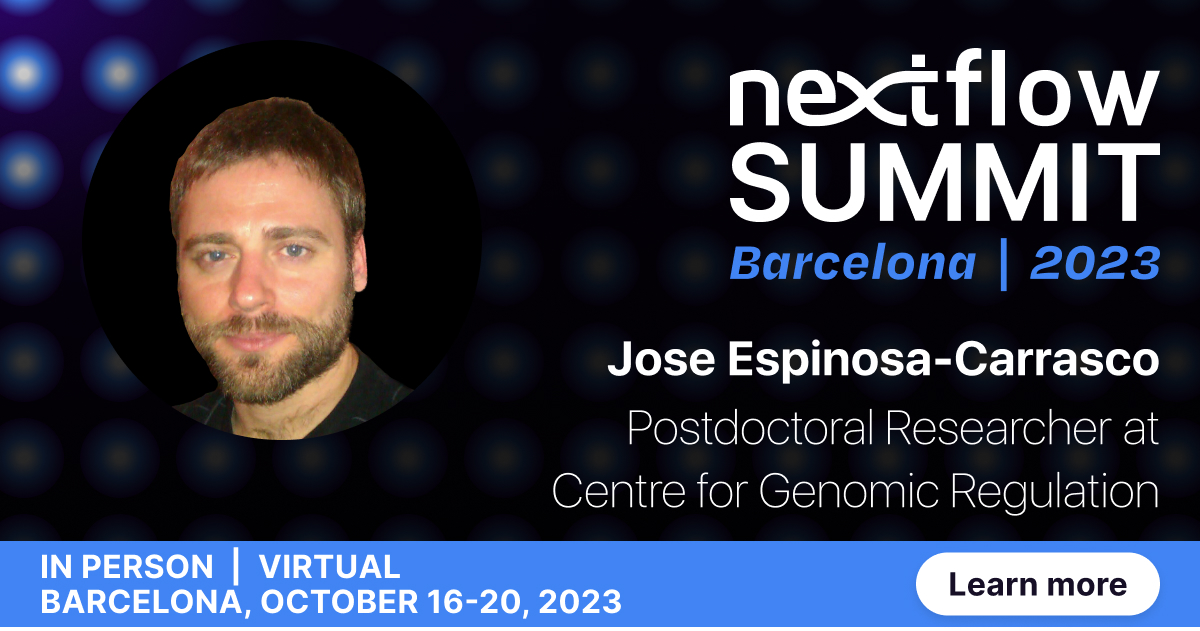 nextflow
SUMMIT
Barcelona | 2023
Jose Espinosa-Carrasco
Postdoctoral Researcher at
Centre for Genomic Regulation
IN PERSON | VIRTUAL
BARCELONA, OCTOBER 16-20, 2023
Learn more